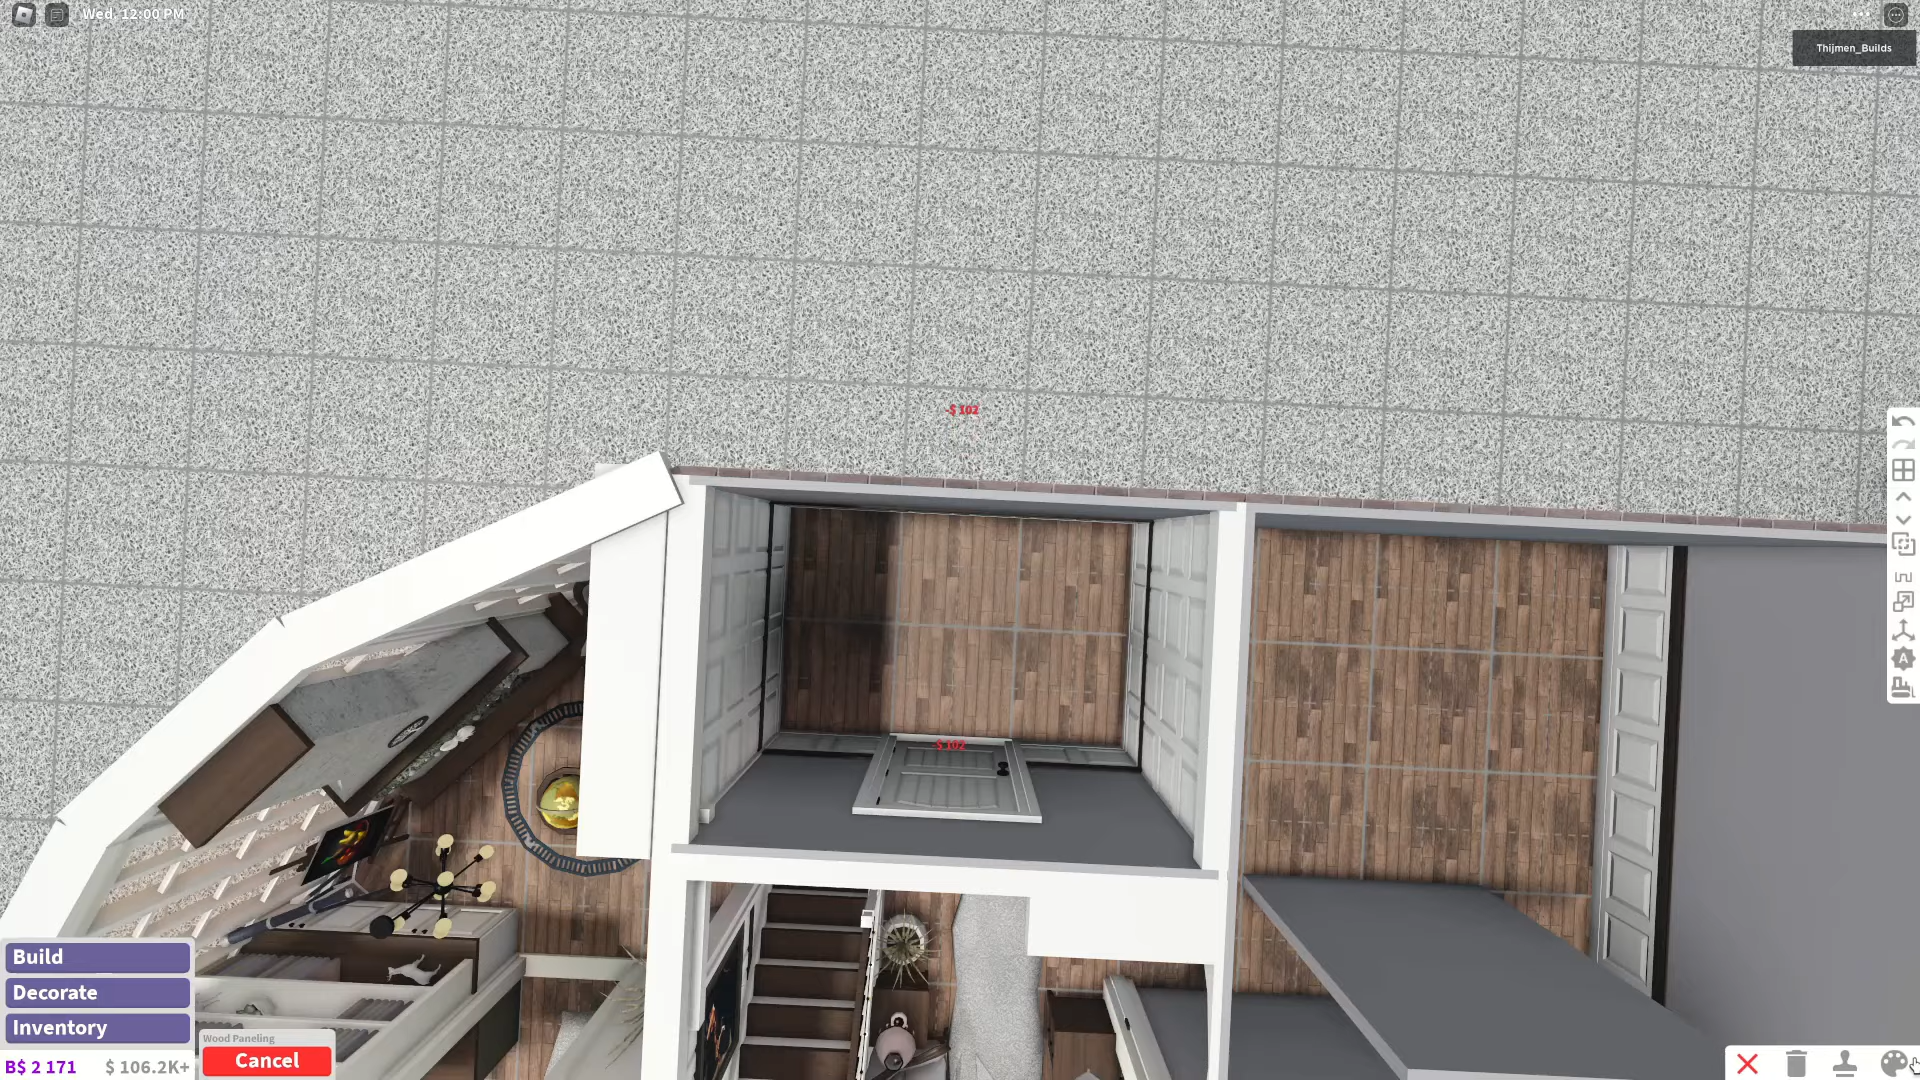 Wed. 12:00 PM
Thijmen_Builds
-$ 102
-$ 102
Build
Decorate
Inventory
Wood Paneling
Cancel
B$ 2 171
$ 106.2K+
A